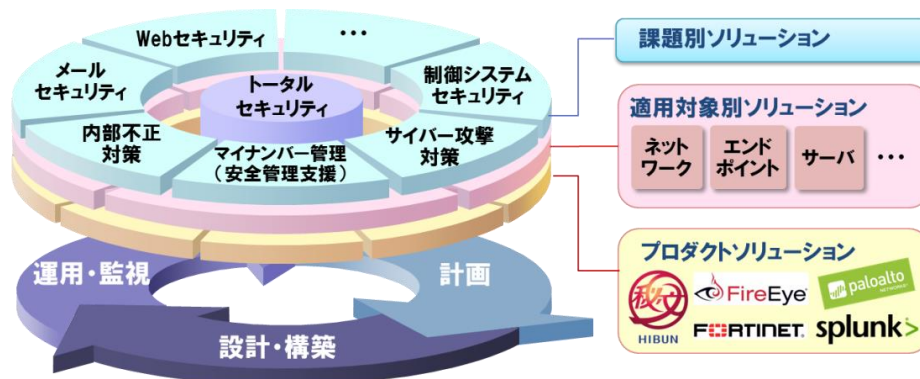 Webセキュリティ
・・・
メール
セキュリティ
トータル
セキュリティ
制御システム
セキュリティ
内部不正
対策
マイナンバー管理
(安全管理支援)
サイバー攻撃
対策
運用・監視
計画
設計・構築
課題別ソリューション
適用対象別ソリューション
ネット
ワーク
エンド
ポイント
サーバ
・・・
プロダクトソリューション
秘文
HIBUN
FireEye
paloalto
NETWORKS
FORTINET
splunk>